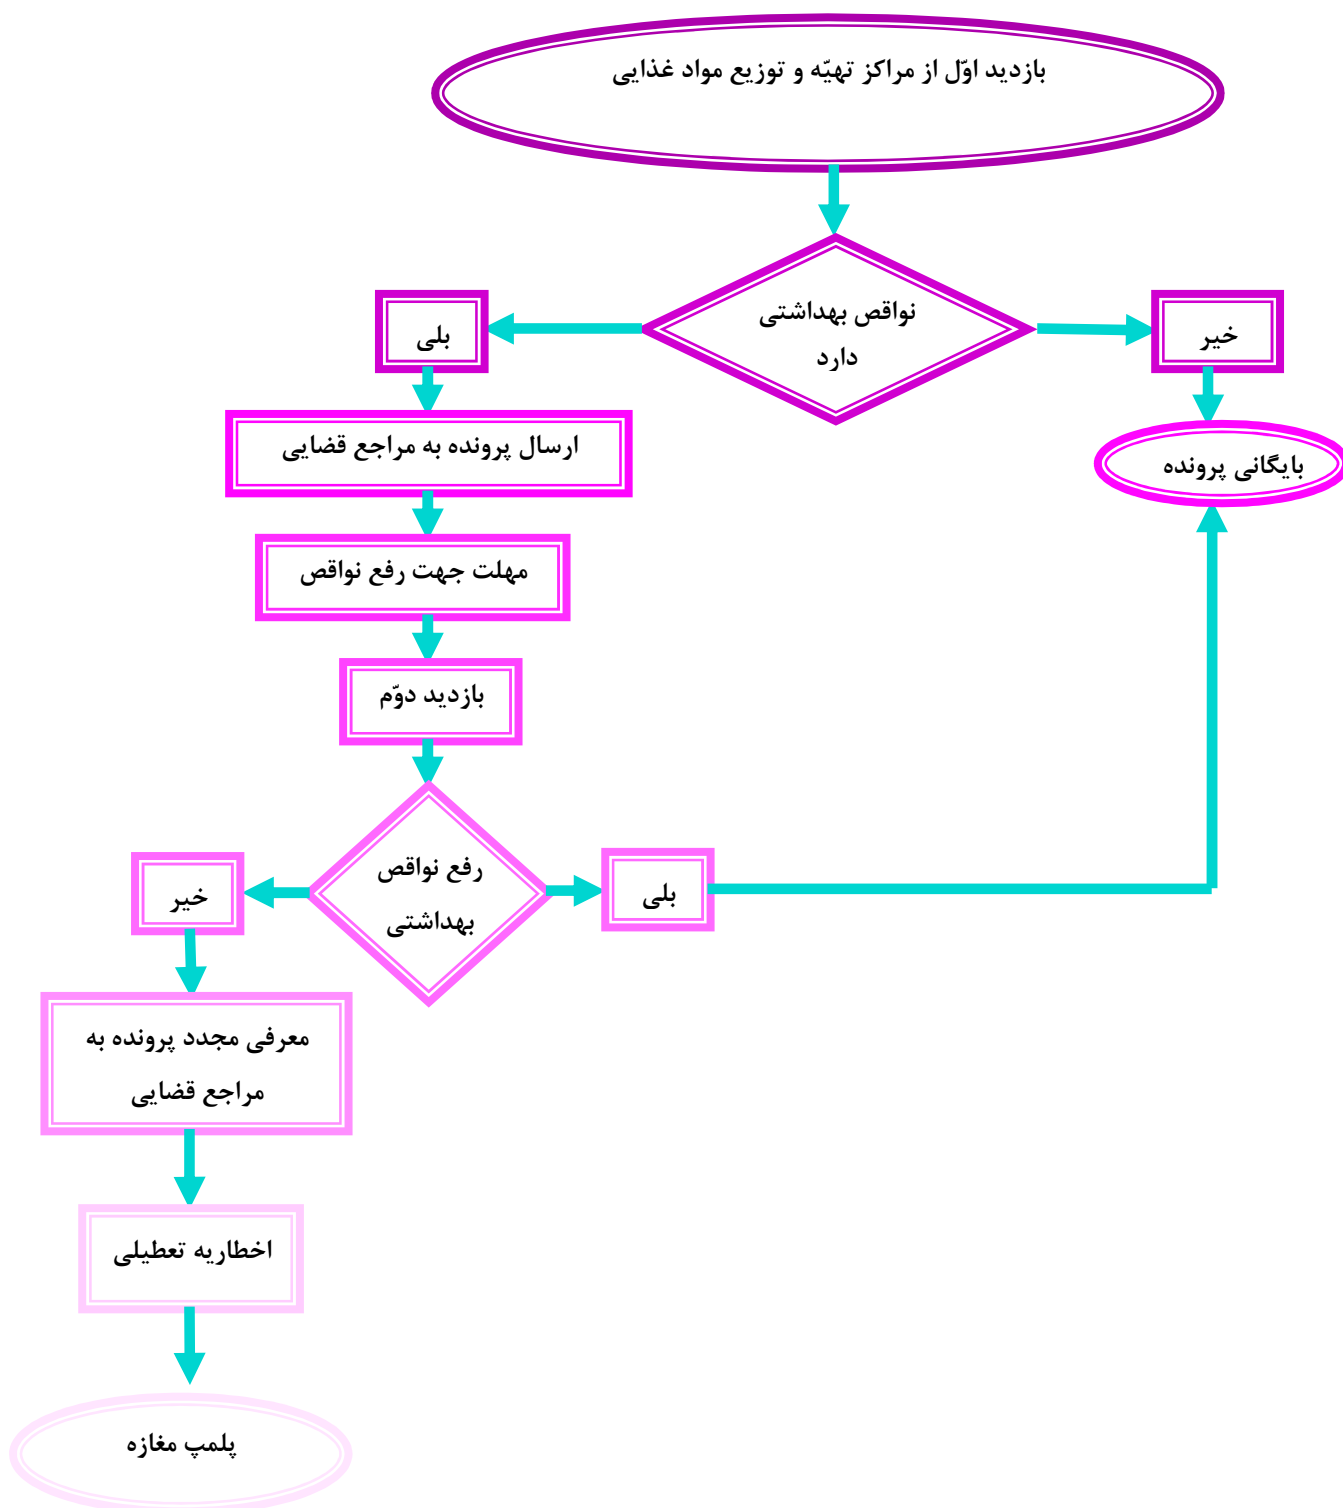 بازدید اوّل از مراکز تهیّه و توزیع مواد غذایی
نواقص بهداشتی
دارد
خیر
بلی
بایگانی پرونده
ارسال پرونده به مراجع قضایی
مهلت جهت رفع نواقص
بازدید دوّم
رفع نواقص
بهداشتی
بلی
خیر
معرفی مجدد پرونده به
مراجع قضایی
اخطاریه تعطیلی
پلمپ مغازه